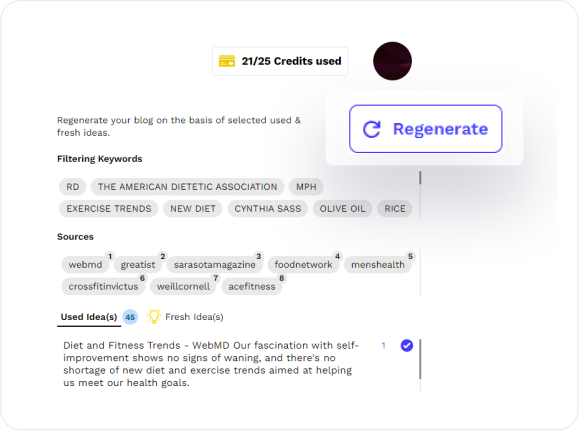 21/25 Credits used
Regenerate
Regenerate your blog on the basis of selected used &
fresh ideas.
Filtering Keywords
RD THE AMERICAN DIETETIC ASSOCIATION MPH
EXERCISE TRENDS NEW DIET CYNTHIA SASS OLIVE OIL RICE
Sources
webmd 1 greatist 2 sarasotamagazine 3 foodnetwork 4 menshealth 5
crossfitinvictus 6 weillcornell 7 acefitness 8
Used Idea(s) 45 Fresh Idea(s)
Diet and Fitness Trends - WebMD Our fascination with self- 1
improvement shows no signs of waning, and there's no
shortage of new diet and exercise trends aimed at helping
us meet our health goals.